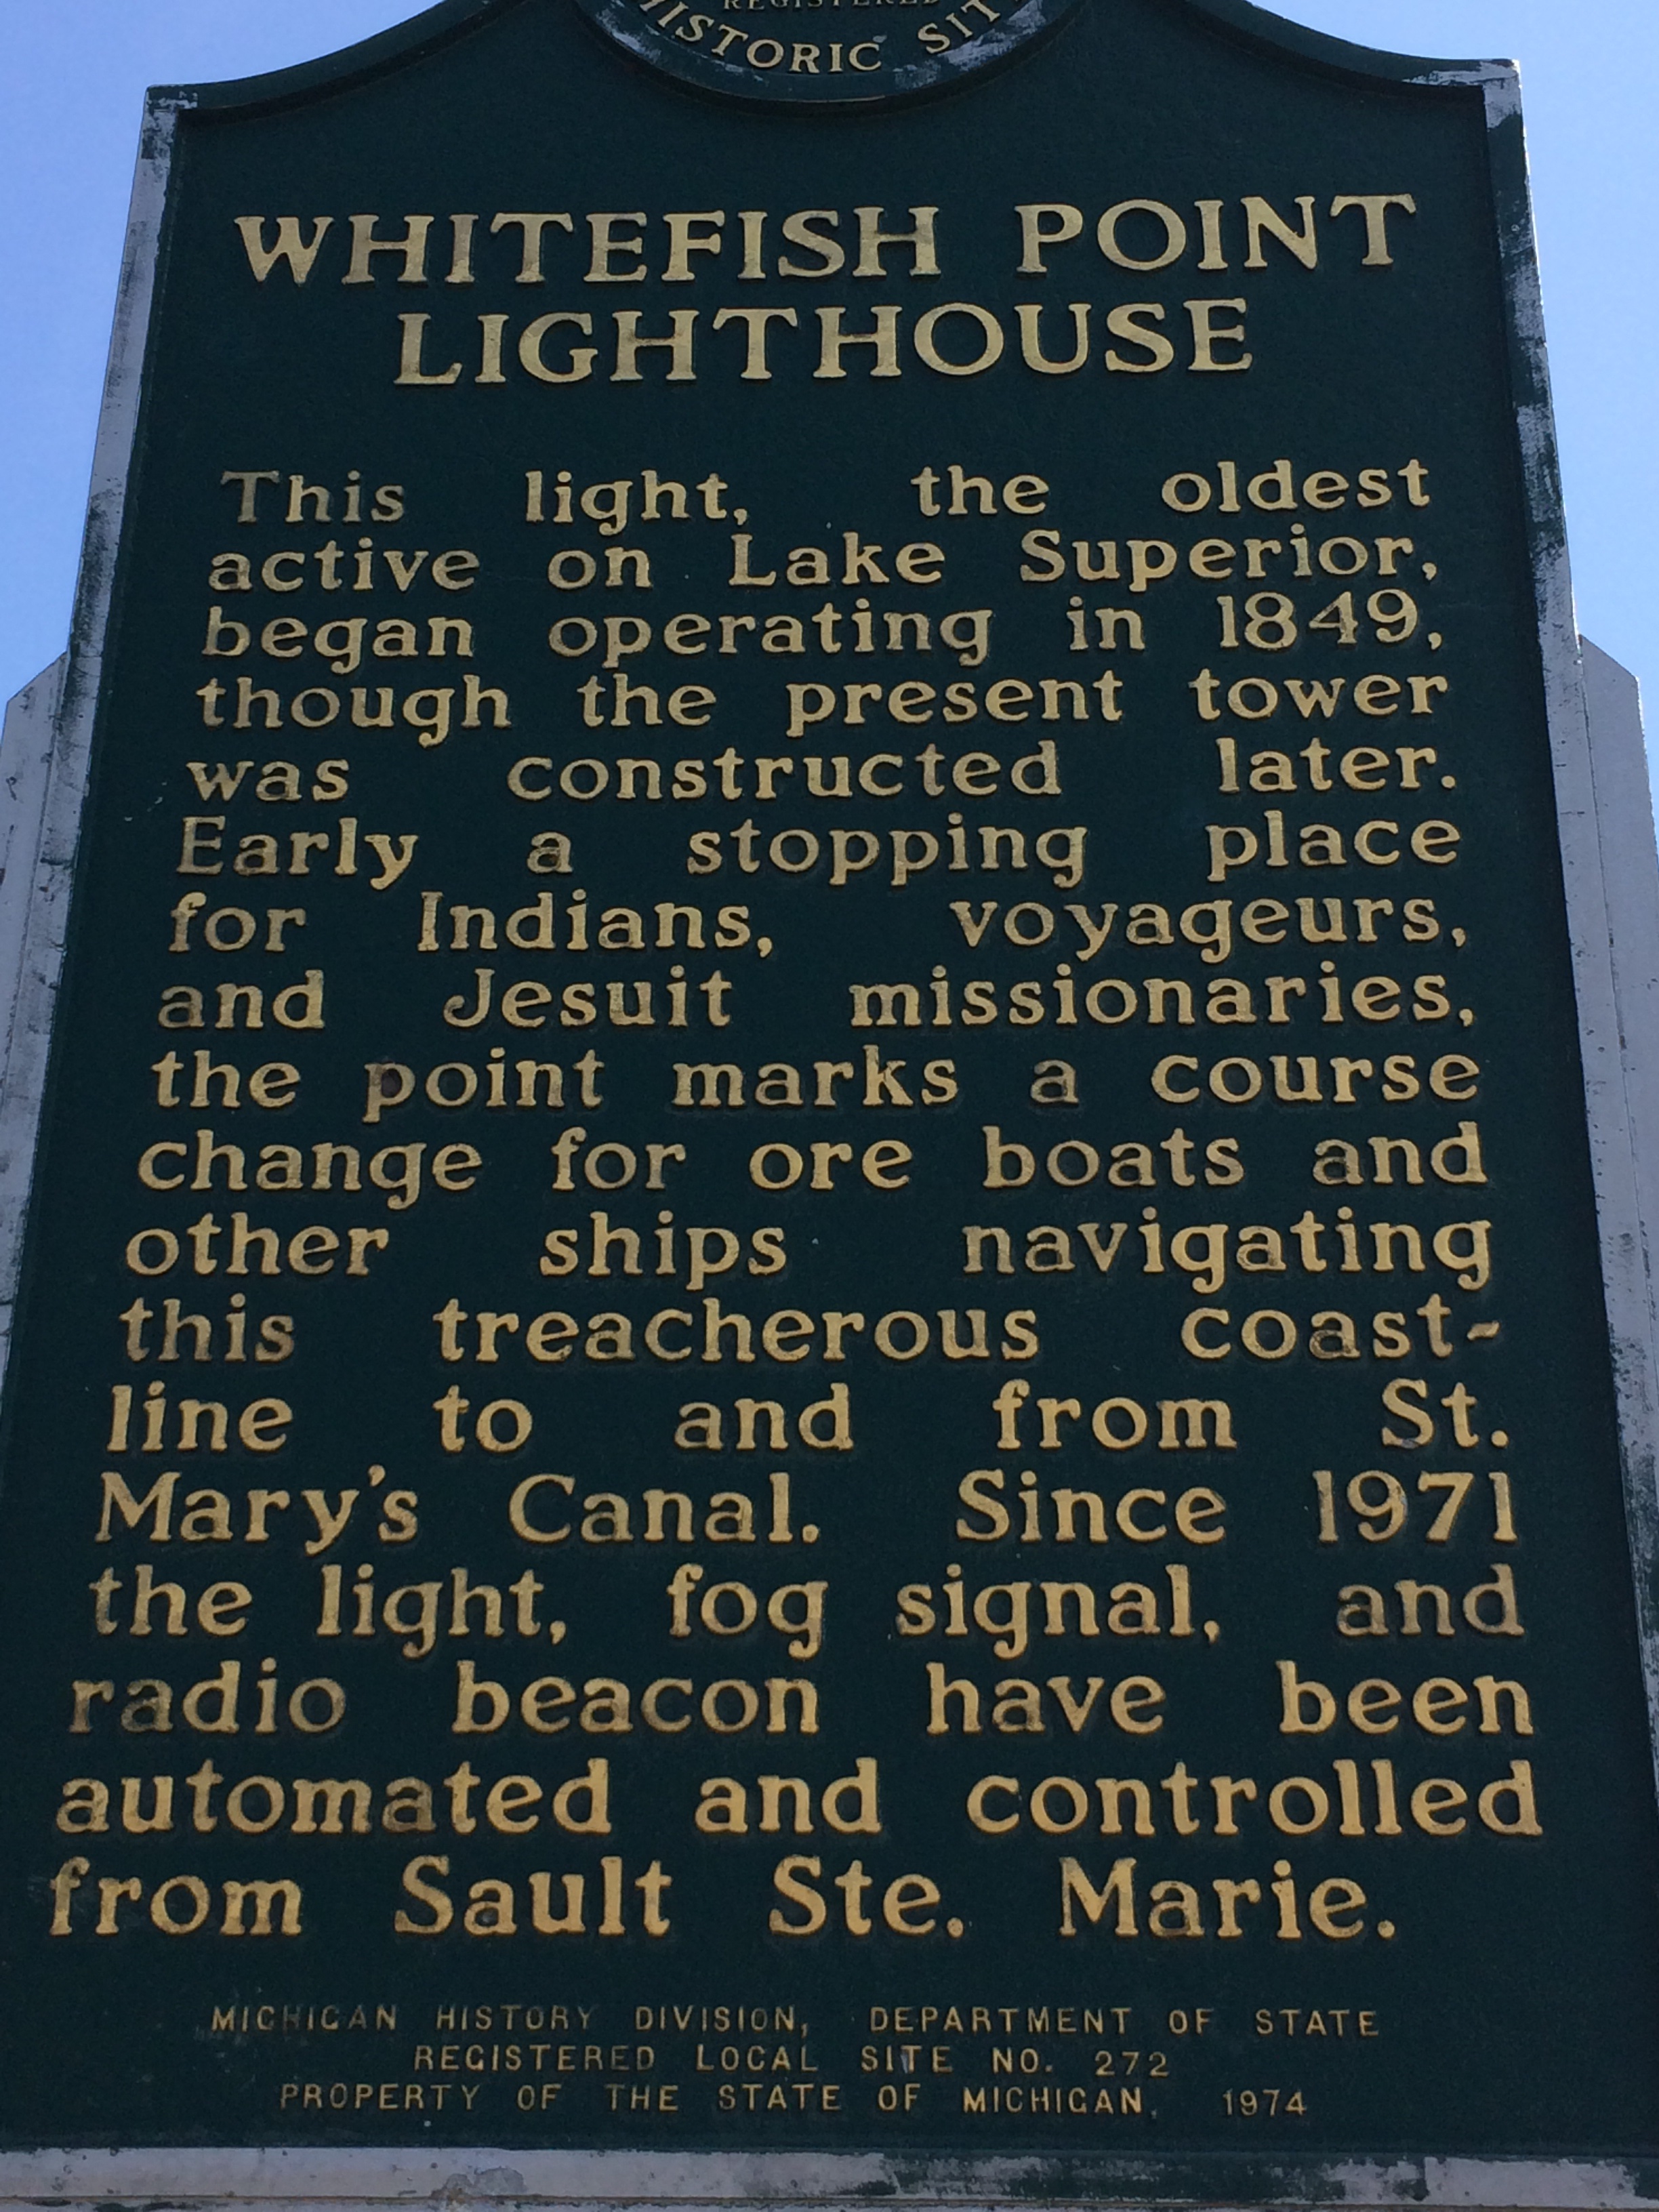 REGISTERED
HISTORIC SITE
WHITEFISH POINT
LIGHTHOUSE
This light, the oldest
active on Lake Superior,
began operating in 1849,
though the present tower
was constructed later.
Early a stopping place
for Indians, voyageurs,
and Jesuit missionaries,
the point marks a course
change for ore boats and
other ships navigating
this treacherous coast-
line to and from St.
Mary's Canal. Since 1971
the light, fog signal, and
radio beacon have been
automated and controlled
from Sault Ste. Marie.
MICHIGAN HISTORY DIVISION, DEPARTMENT OF STATE
REGISTERED LOCAL SITE NO. 272
PROPERTY OF THE STATE OF MICHIGAN, 1974